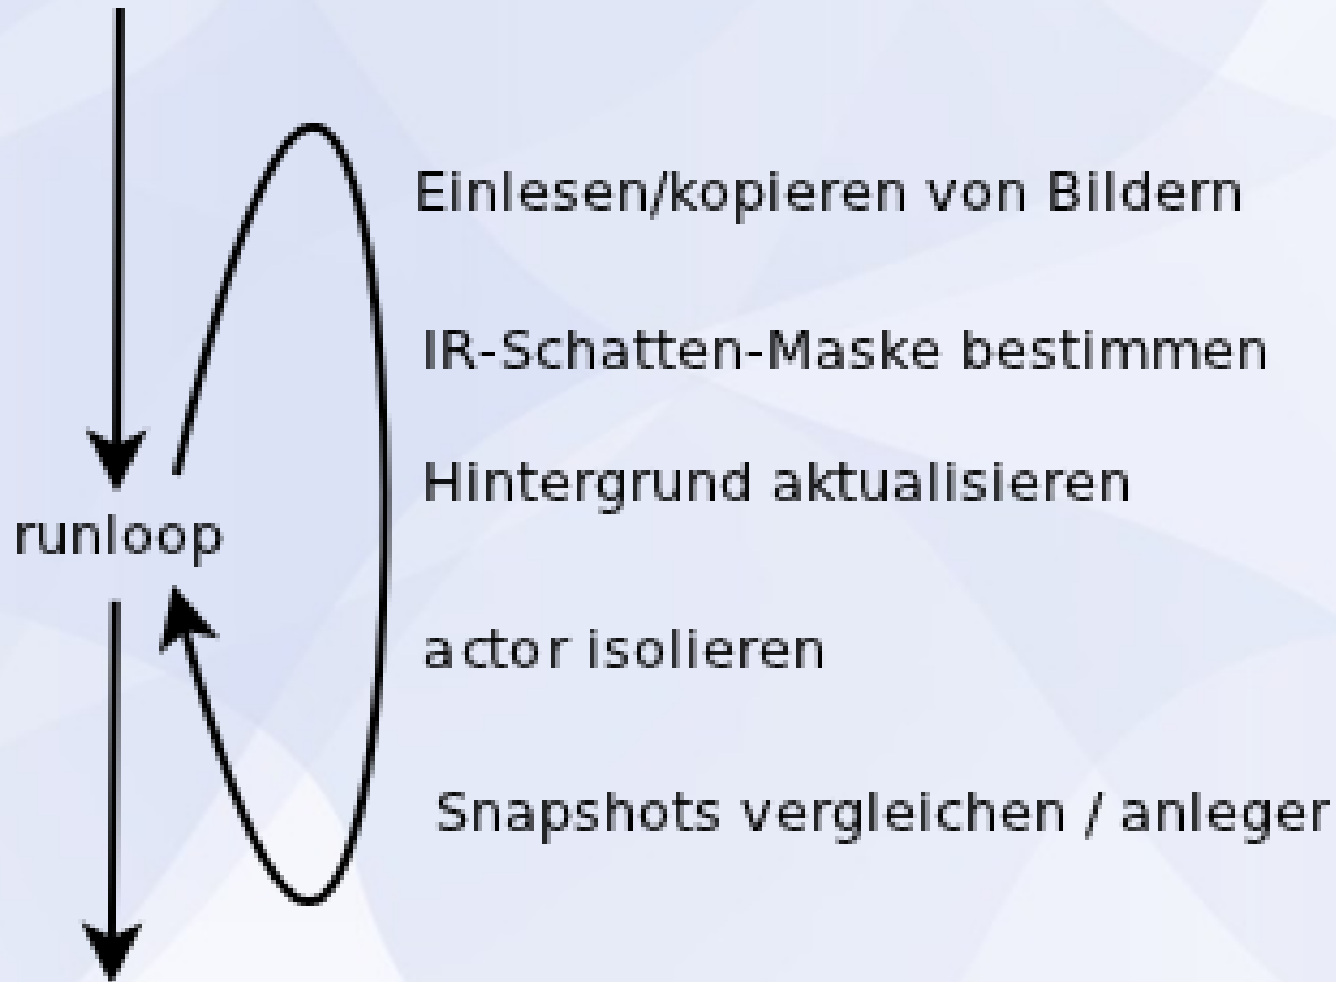 Einlesen/kopieren von Bildern
IR-Schatten-Maske bestimmen
Hintergrund aktualisieren
runloop
actor isolieren
Snapshots vergleichen / anlegen